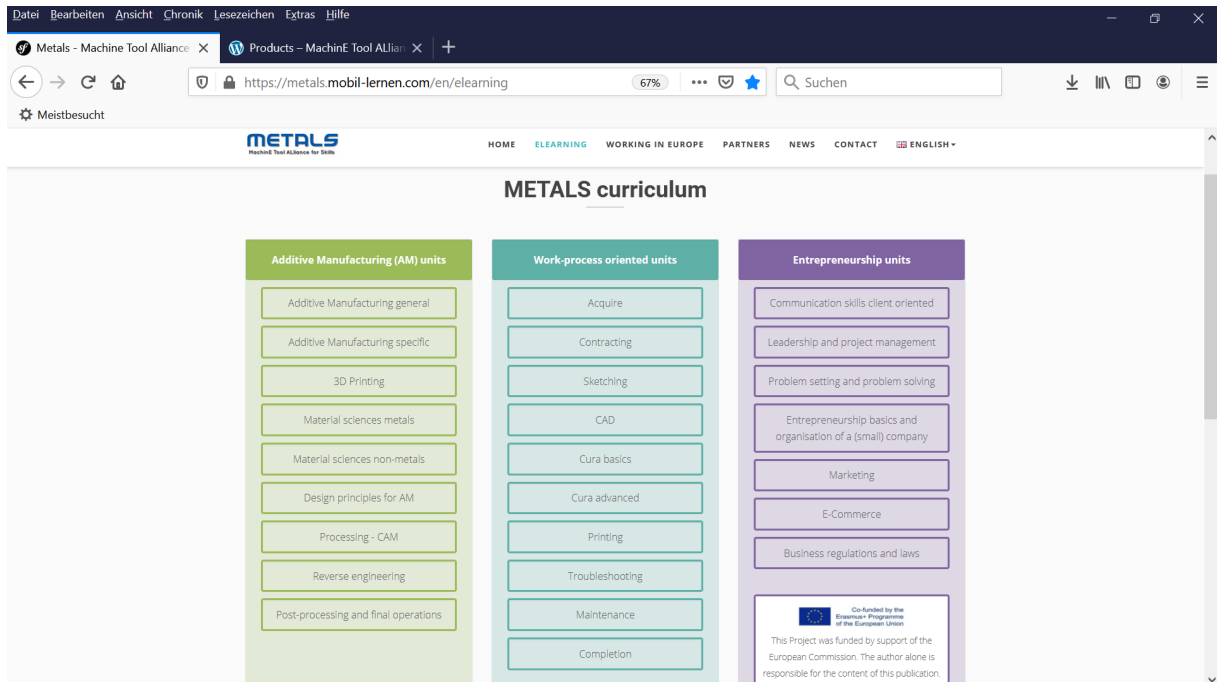 Datei Bearbeiten Ansicht Chronik Lesezeichen Extras Hilfe
Metals - Machine Tool Alliance
Products – MachinE Tool ALlian
https://metals.mobil-lernen.com/en/elearning
67%
Suchen
Meistbesucht
METALS
MachinE Tool ALliance for Skills
HOME ELEARNING WORKING IN EUROPE PARTNERS NEWS CONTACT ENGLISH
METALS curriculum
Additive Manufacturing (AM) units
Additive Manufacturing general
Additive Manufacturing specific
3D Printing
Material sciences metals
Material sciences non-metals
Design principles for AM
Processing - CAM
Reverse engineering
Post-processing and final operations
Work-process oriented units
Acquire
Contracting
Sketching
CAD
Cura basics
Cura advanced
Printing
Troubleshooting
Maintenance
Completion
Entrepreneurship units
Communication skills client oriented
Leadership and project management
Problem setting and problem solving
Entrepreneurship basics and
organisation of a (small) company
Marketing
E-Commerce
Business regulations and laws
Co-funded by the
Erasmus+ Programme
of the European Union
This Project was funded by support of the
European Commission. The author alone is
responsible for the content of this publication.